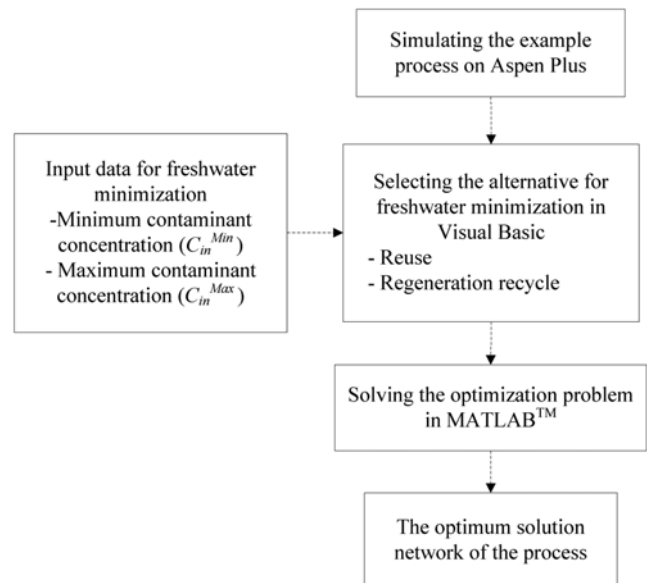 Simulating the example
process on Aspen Plus
Input data for freshwater
minimization
-Minimum contaminant
concentration (C_in^Min)
- Maximum contaminant
concentration (C_in^Max)
Selecting the alternative for
freshwater minimization in
Visual Basic
- Reuse
- Regeneration recycle
Solving the optimization problem
in MATLAB™
The optimum solution
network of the process